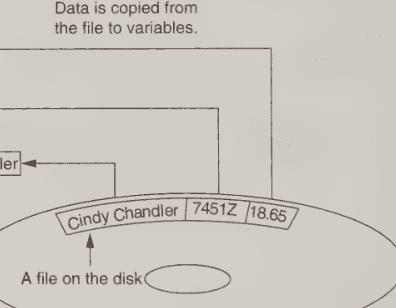 Data is copied from
the file to variables.
ler
Cindy Chandler 7451Z 18.65
A file on the disk